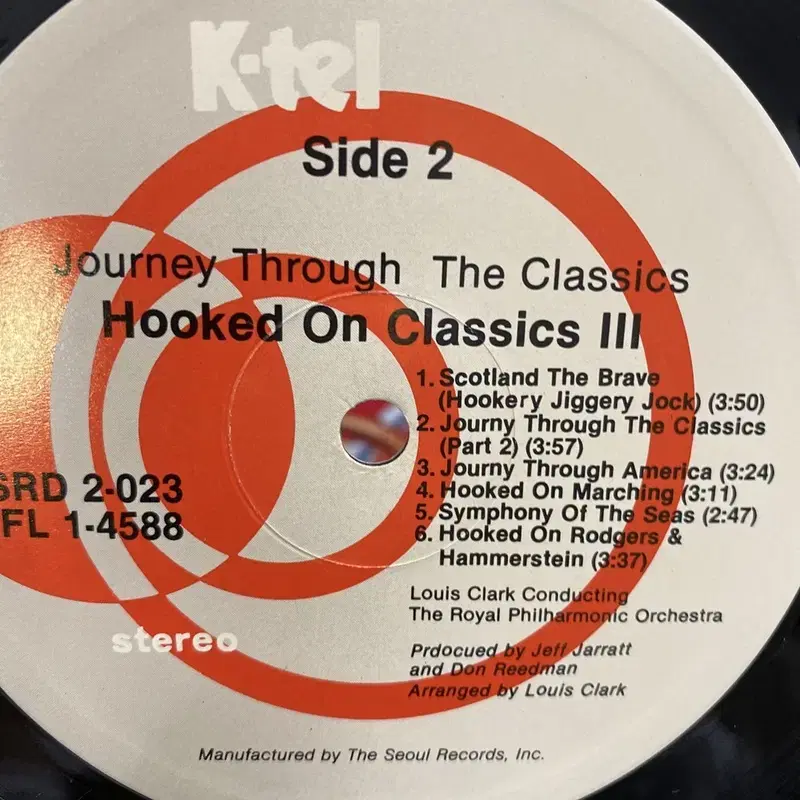 K-tel
Side 2
Journey Through The Classics
Hooked On Classics III
1. Scotland The Brave
(Hookery Jiggery Jock) (3:50)
2. Journy Through The Classics
(Part 2) (3:57)
3. Journy Through America (3:24)
4. Hooked On Marching (3:11)
5. Symphony Of The Seas (2:47)
6. Hooked On Rodgers &
Hammerstein (3:37)
SRD 2-023
FL 1-4588
Louis Clark Conducting
The Royal Philharmonic Orchestra
stereo
Prdocued by Jeff Jarratt
and Don Reedman
Arranged by Louis Clark
Manufactured by The Seoul Records, Inc.